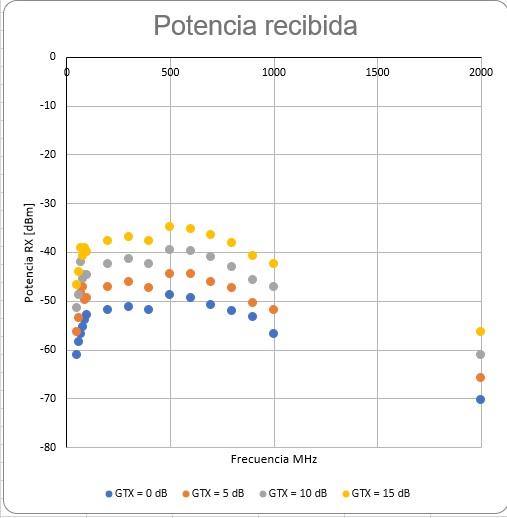 Potencia recibida
0
0 500 1000 1500 2000
-10
-20
-30
-40
-50
-60
-70
-80
Potencia RX [dBm]
Frecuencia MHz
GTX = 0 dB GTX = 5 dB GTX = 10 dB GTX = 15 dB